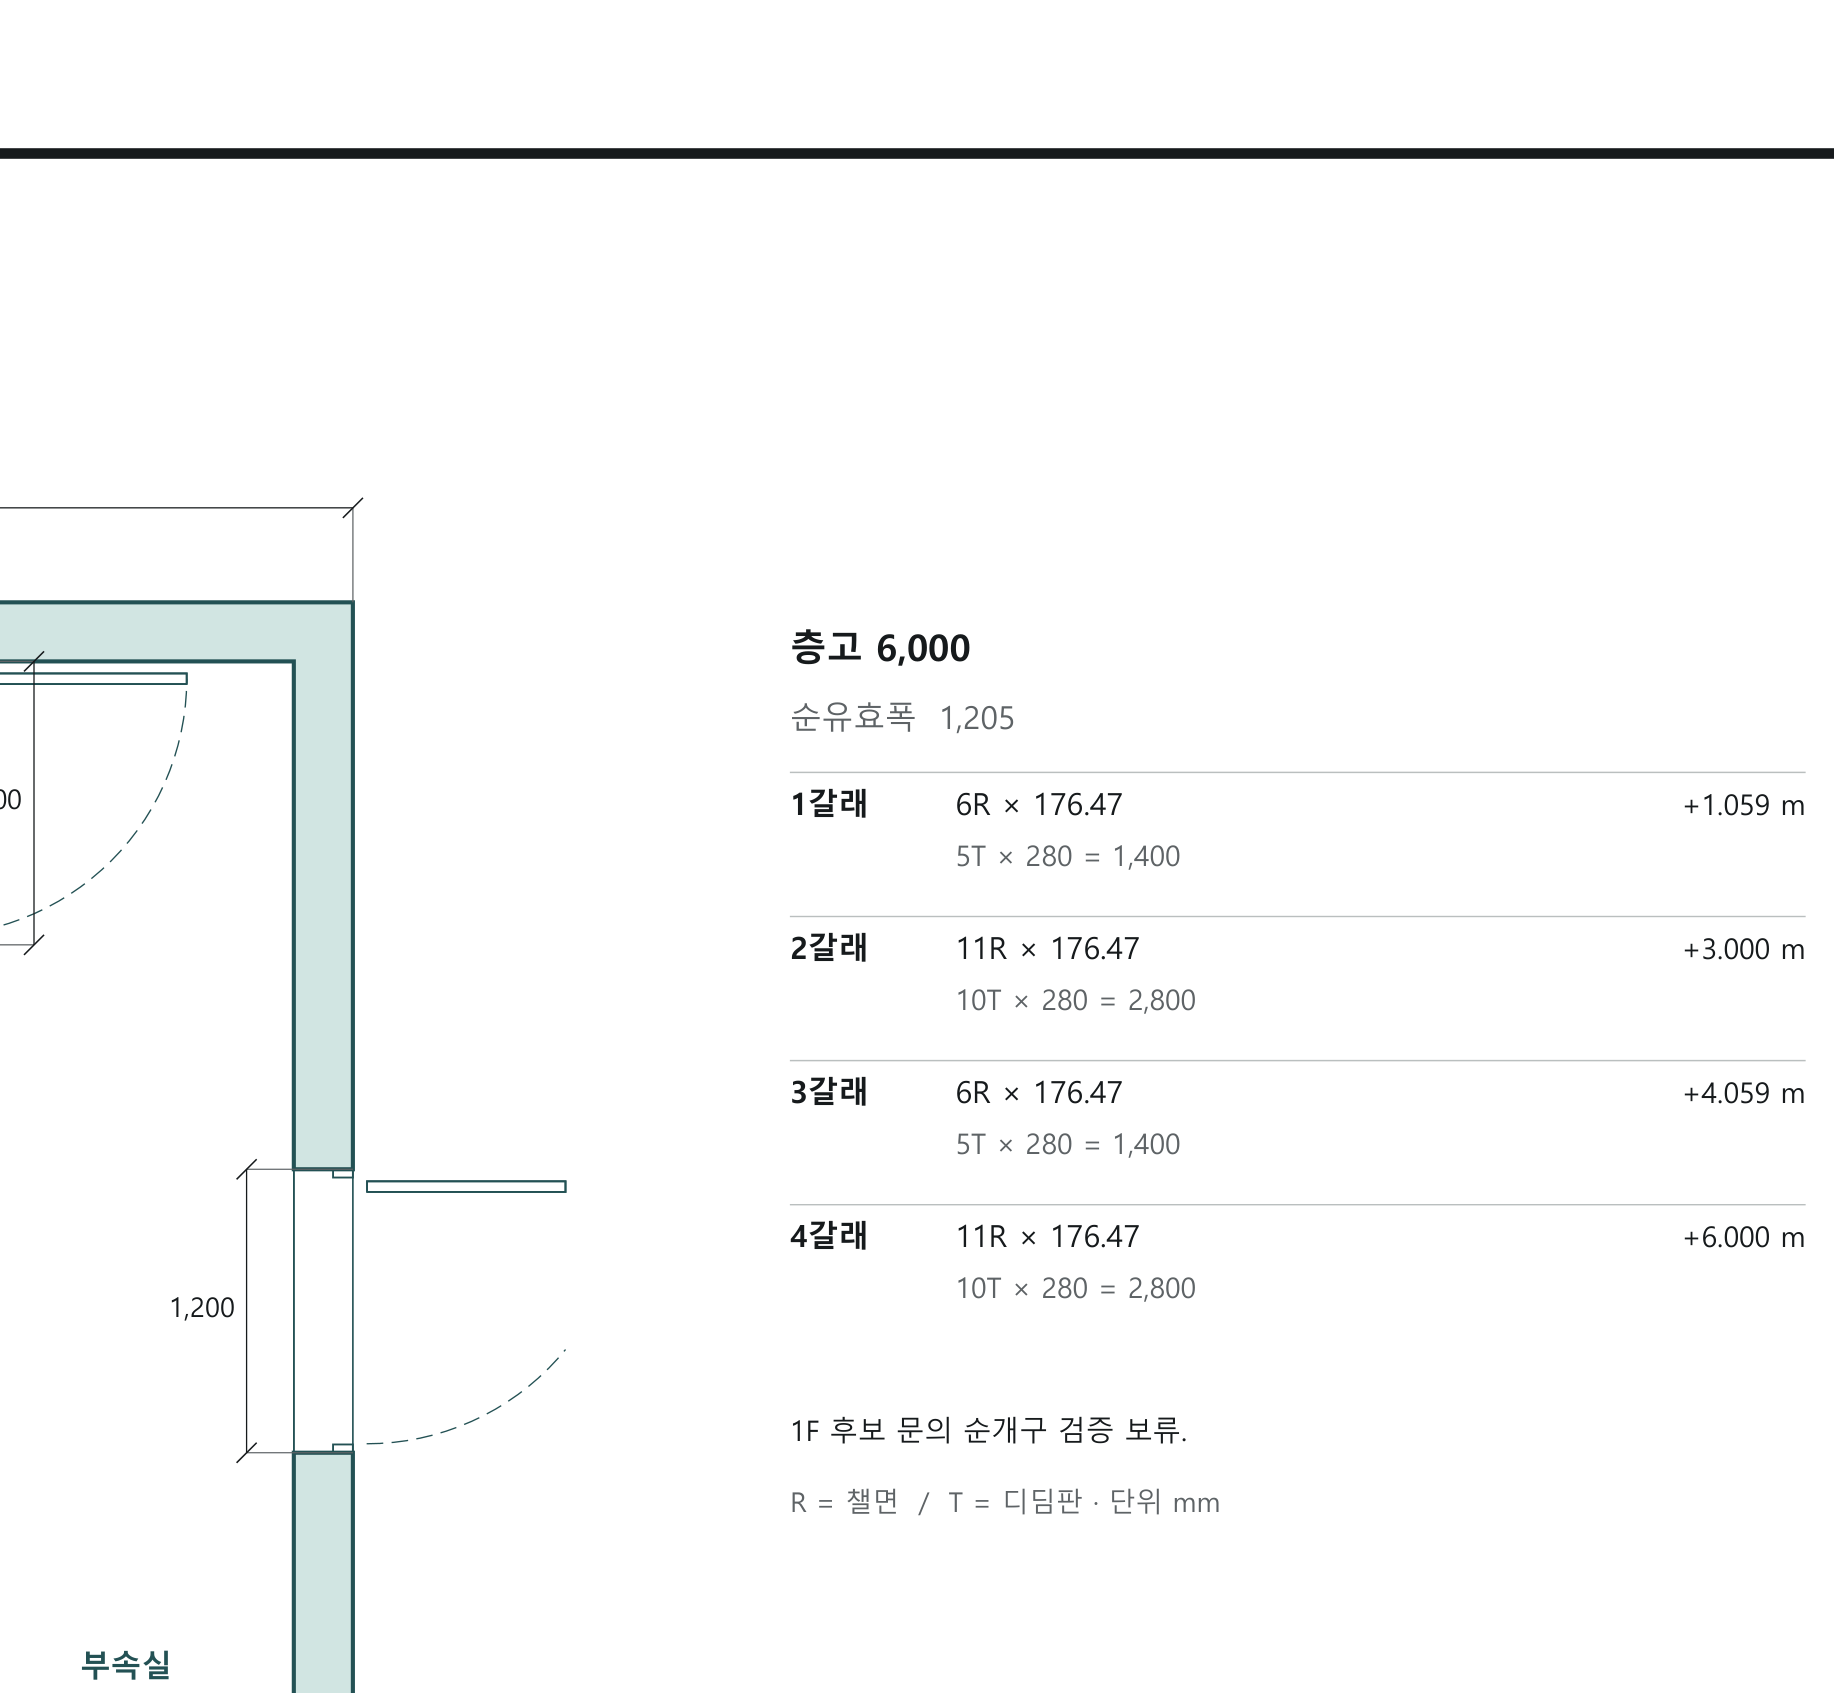 층고 6,000
순유효폭 1,205
1갈래 6R × 176.47 +1.059 m
5T × 280 = 1,400
2갈래 11R × 176.47 +3.000 m
10T × 280 = 2,800
3갈래 6R × 176.47 +4.059 m
5T × 280 = 1,400
4갈래 11R × 176.47 +6.000 m
10T × 280 = 2,800
1F 후보 문의 순개구 검증 보류.
R = 챌면 / T = 디딤판 · 단위 mm
00
1,200
부속실